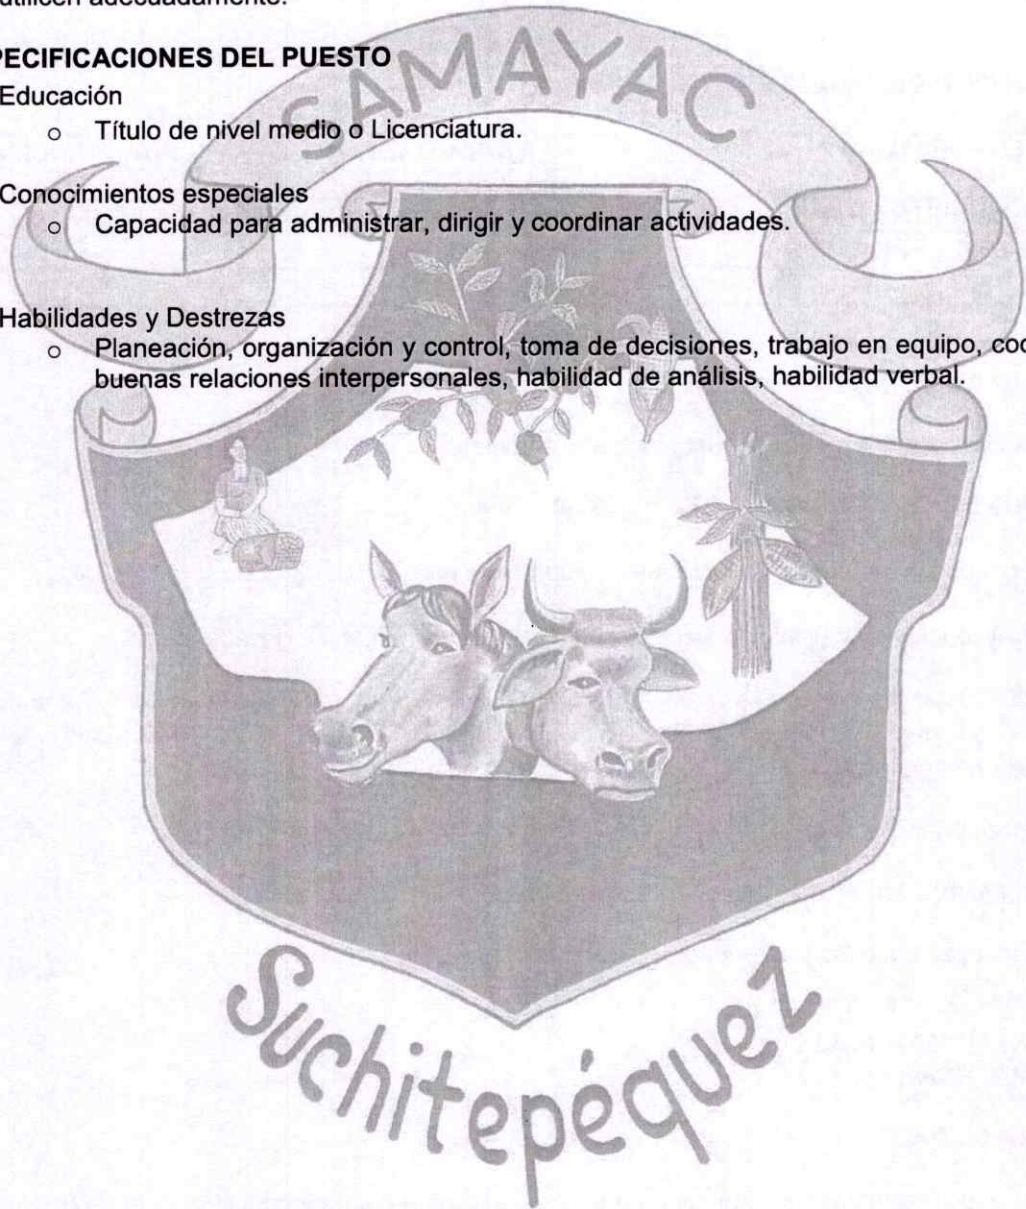 utilicen adecuadamente.
PECIFICACIONES DEL PUESTO
Educación
o Título de nivel medio o Licenciatura.
Conocimientos especiales
o Capacidad para administrar, dirigir y coordinar actividades.
Habilidades y Destrezas
o Planeación, organización y control, toma de decisiones, trabajo en equipo,
buenas relaciones interpersonales, habilidad de análisis, habilidad verbal.
SAMAYAC
Suchitepéquez